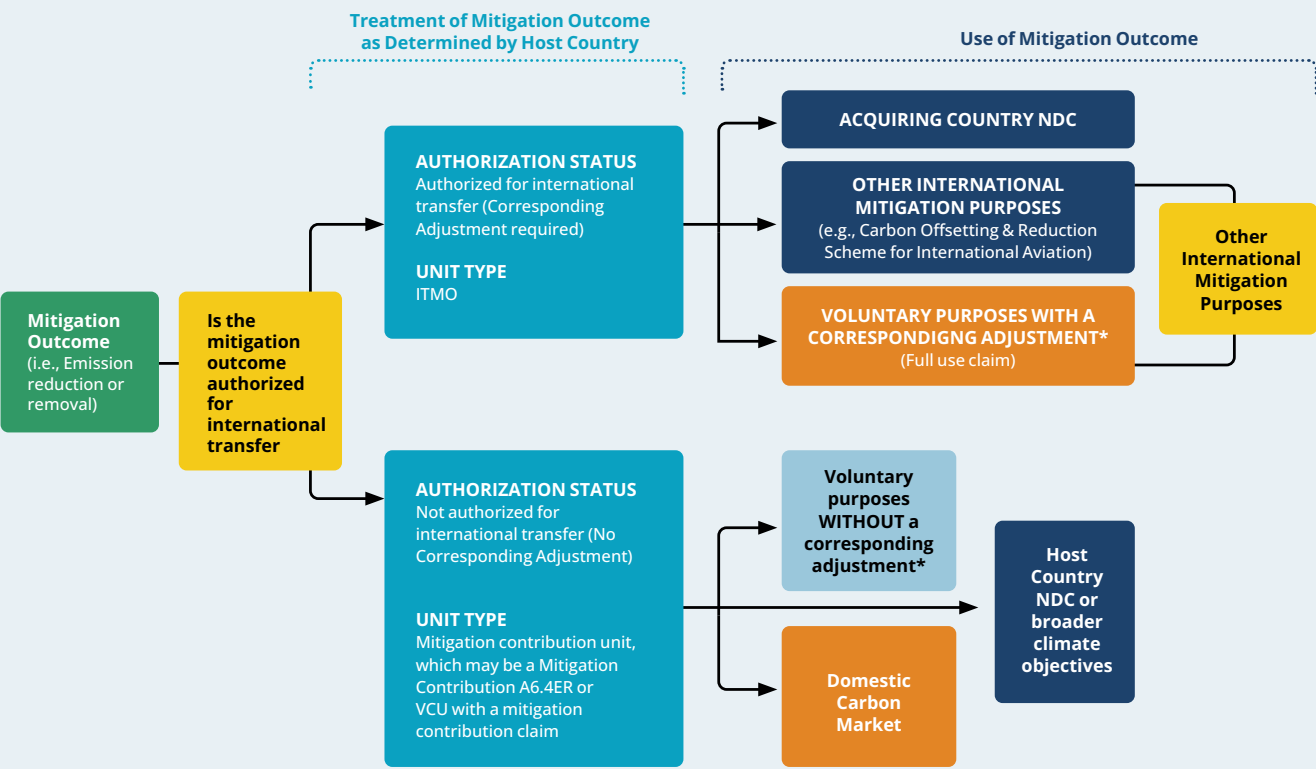 Treatment of Mitigation Outcome
as Determined by Host Country
Use of Mitigation Outcome
Mitigation
Outcome
(i.e., Emission
reduction or
removal)
Is the
mitigation
outcome
authorized
for
international
transfer
AUTHORIZATION STATUS
Authorized for international
transfer (Corresponding
Adjustment required)
UNIT TYPE
ITMO
ACQUIRING COUNTRY NDC
OTHER INTERNATIONAL
MITIGATION PURPOSES
(e.g., Carbon Offsetting & Reduction
Scheme for International Aviation)
VOLUNTARY PURPOSES WITH A
CORRESPONDIGNG ADJUSTMENT*
(Full use claim)
Other
International
Mitigation
Purposes
AUTHORIZATION STATUS
Not authorized for
international transfer (No
Corresponding Adjustment)
UNIT TYPE
Mitigation contribution unit,
which may be a Mitigation
Contribution A6.4ER or
VCU with a mitigation
contribution claim
Voluntary
purposes
WITHOUT a
corresponding
adjustment*
Domestic
Carbon
Market
Host
Country
NDC or
broader
climate
objectives